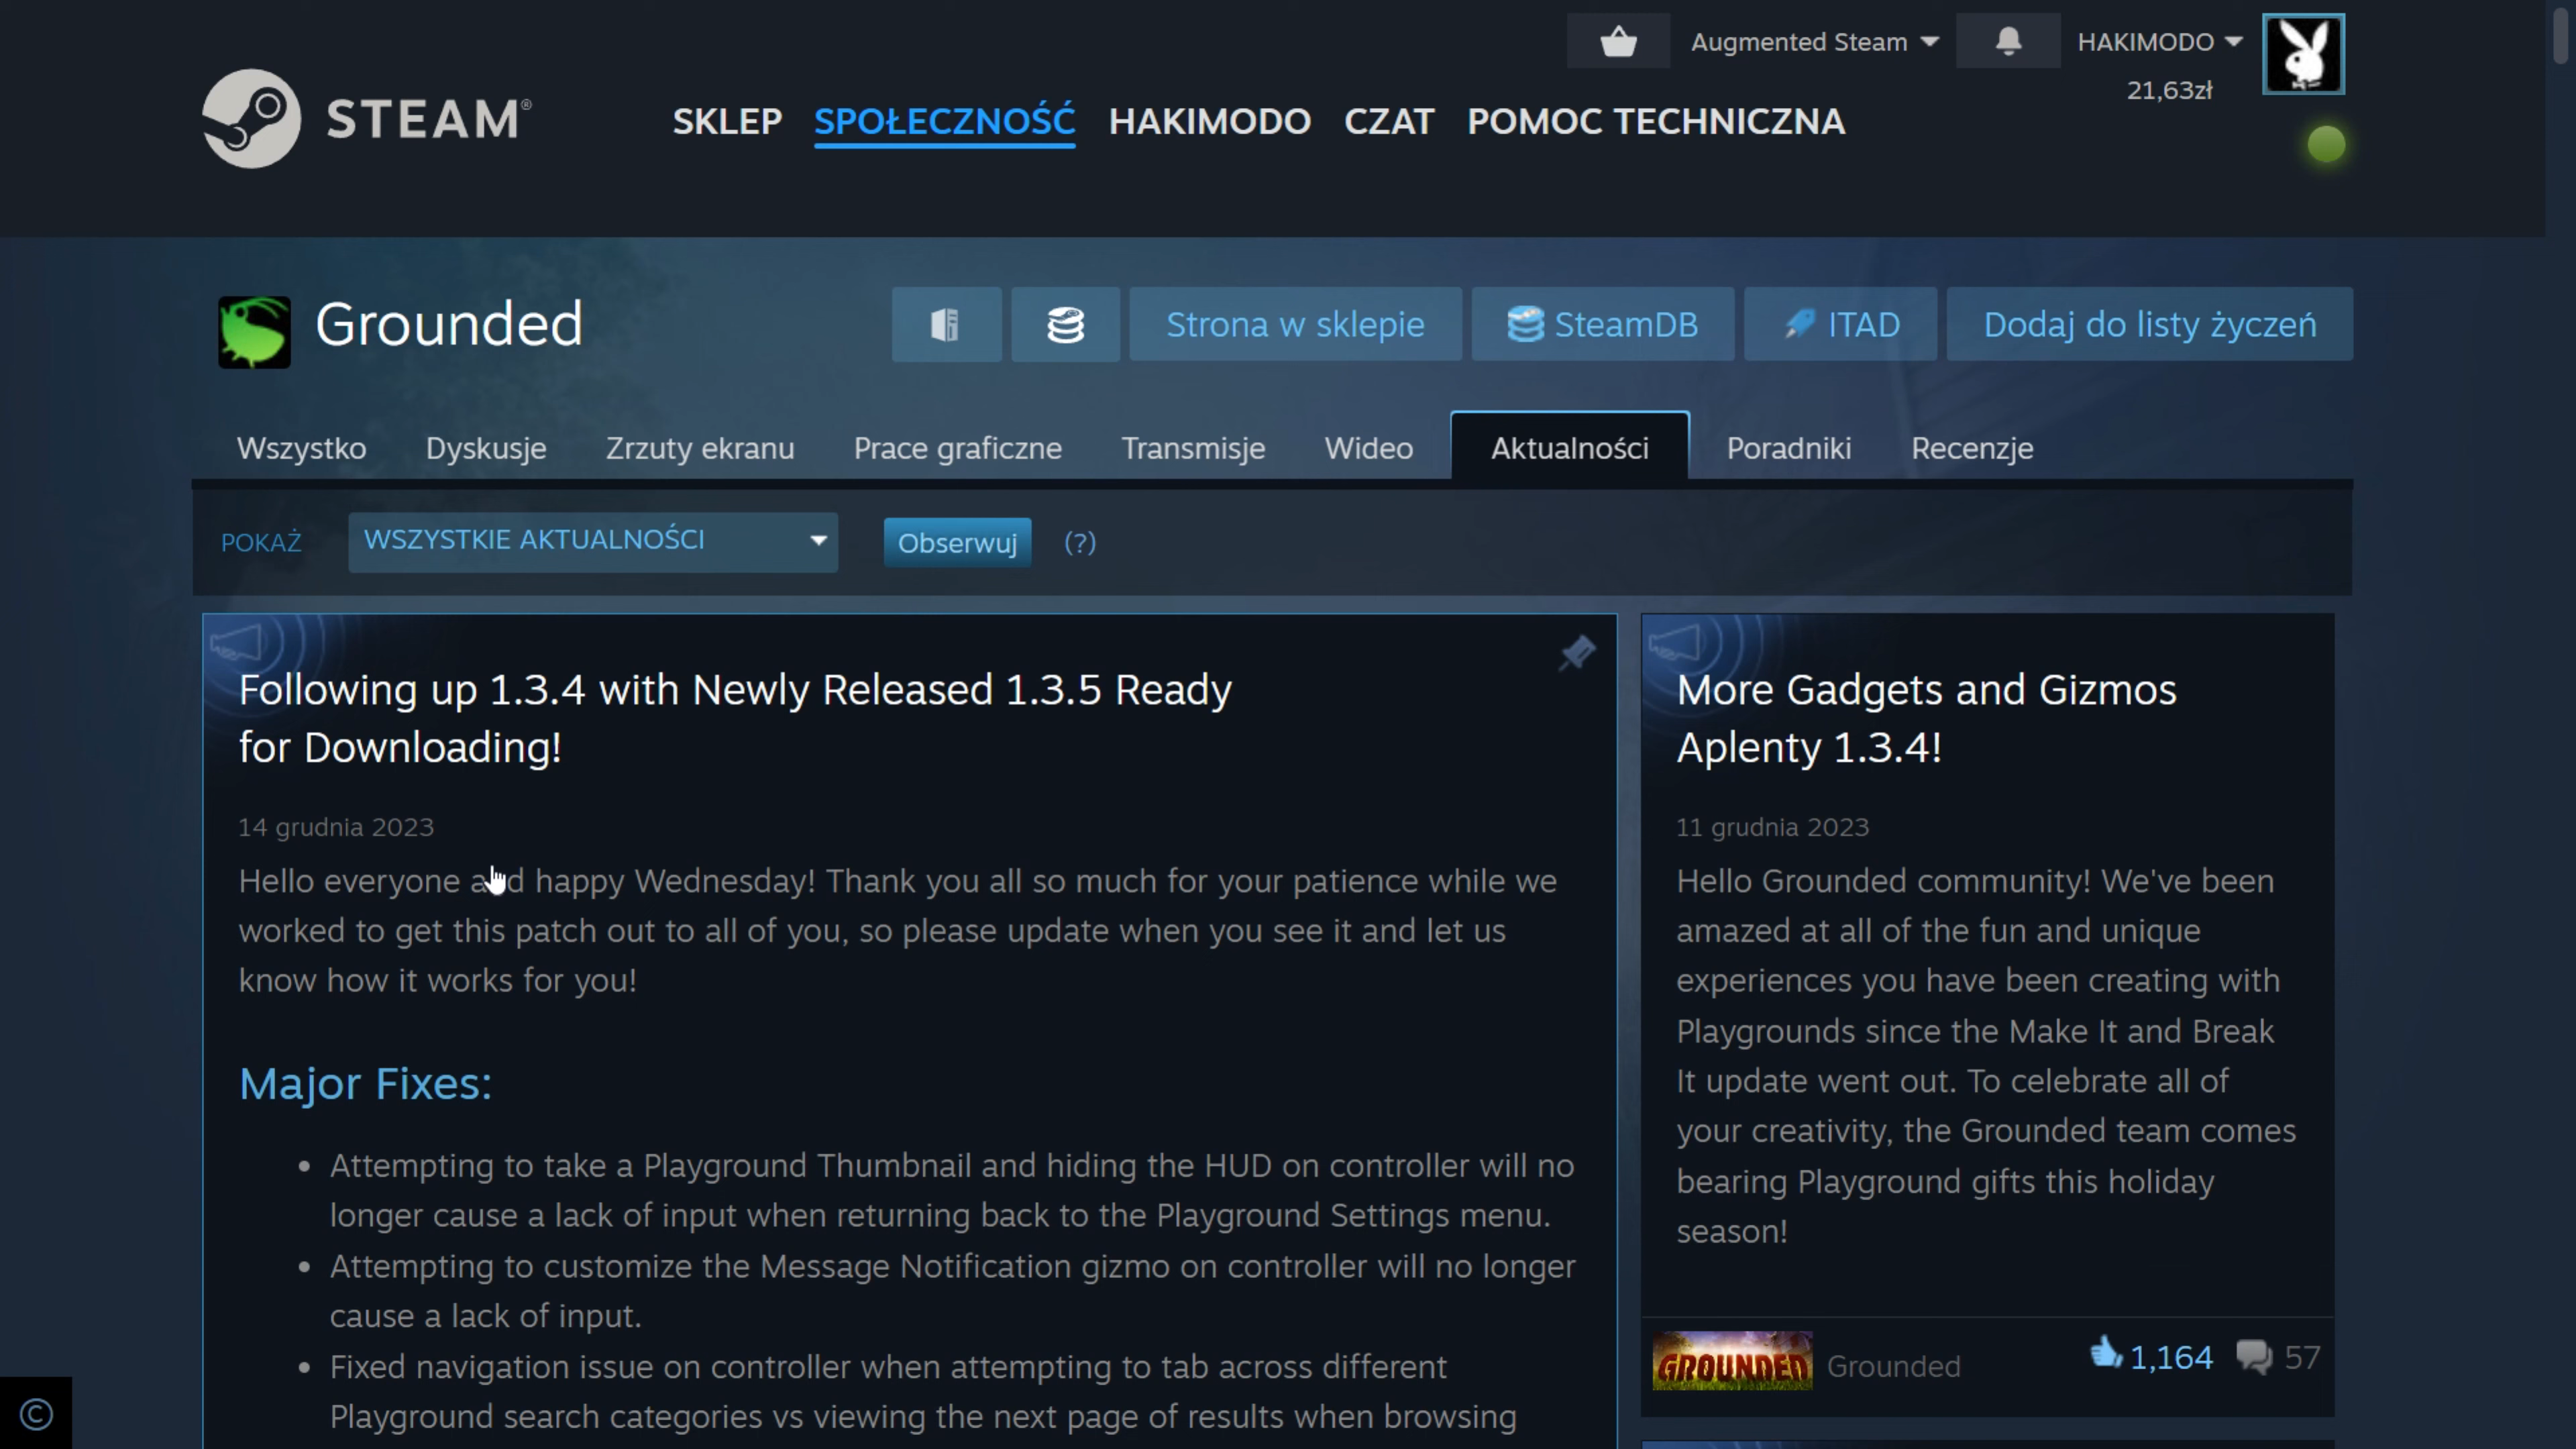 Augmented Steam
HAKIMODO
21,63zł
STEAM®
SKLEP
SPOŁECZNOŚĆ
HAKIMODO
CZAT
POMOC TECHNICZNA
Grounded
Strona w sklepie
SteamDB
ITAD
Dodaj do listy życzeń
Wszystko
Dyskusje
Zrzuty ekranu
Prace graficzne
Transmisje
Wideo
Aktualności
Poradniki
Recenzje
POKAŻ
WSZYSTKIE AKTUALNOŚCI
Obserwuj
(?)
Following up 1.3.4 with Newly Released 1.3.5 Ready
for Downloading!
14 grudnia 2023
Hello everyone and happy Wednesday! Thank you all so much for your patience while we
worked to get this patch out to all of you, so please update when you see it and let us
know how it works for you!
Major Fixes:
• Attempting to take a Playground Thumbnail and hiding the HUD on controller will no
longer cause a lack of input when returning back to the Playground Settings menu.
• Attempting to customize the Message Notification gizmo on controller will no longer
cause a lack of input.
• Fixed navigation issue on controller when attempting to tab across different
Playground search categories vs viewing the next page of results when browsing
More Gadgets and Gizmos
Aplenty 1.3.4!
11 grudnia 2023
Hello Grounded community! We've been
amazed at all of the fun and unique
experiences you have been creating with
Playgrounds since the Make It and Break
It update went out. To celebrate all of
your creativity, the Grounded team comes
bearing Playground gifts this holiday
season!
GROUNDED
Grounded
1,164
57
©